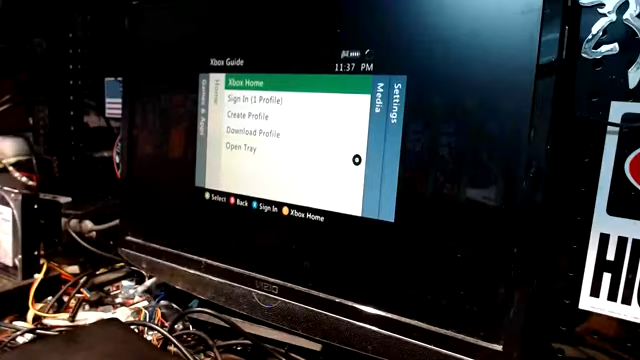 Xbox Guide
11:37 PM
Games & Apps
Home
Xbox Home
Sign In (1 Profile)
Create Profile
Download Profile
Open Tray
Media
Settings
Select
Back
Sign In
Xbox Home
VIZIO